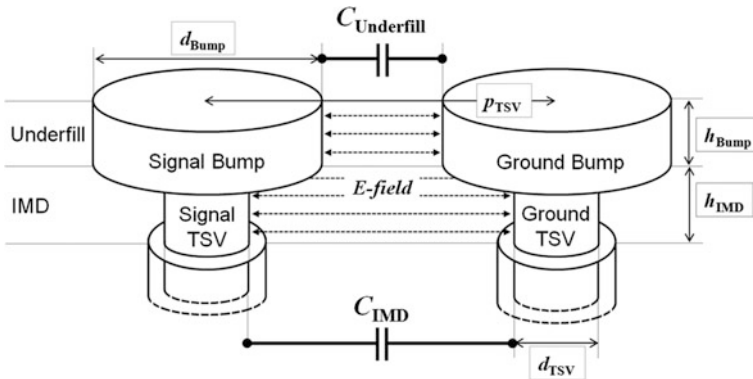 C_Underfill
d_Bump
p_TSV
Underfill
h_Bump
Signal Bump
Ground Bump
E-field
IMD
Signal
TSV
Ground
TSV
h_IMD
C_IMD
d_TSV